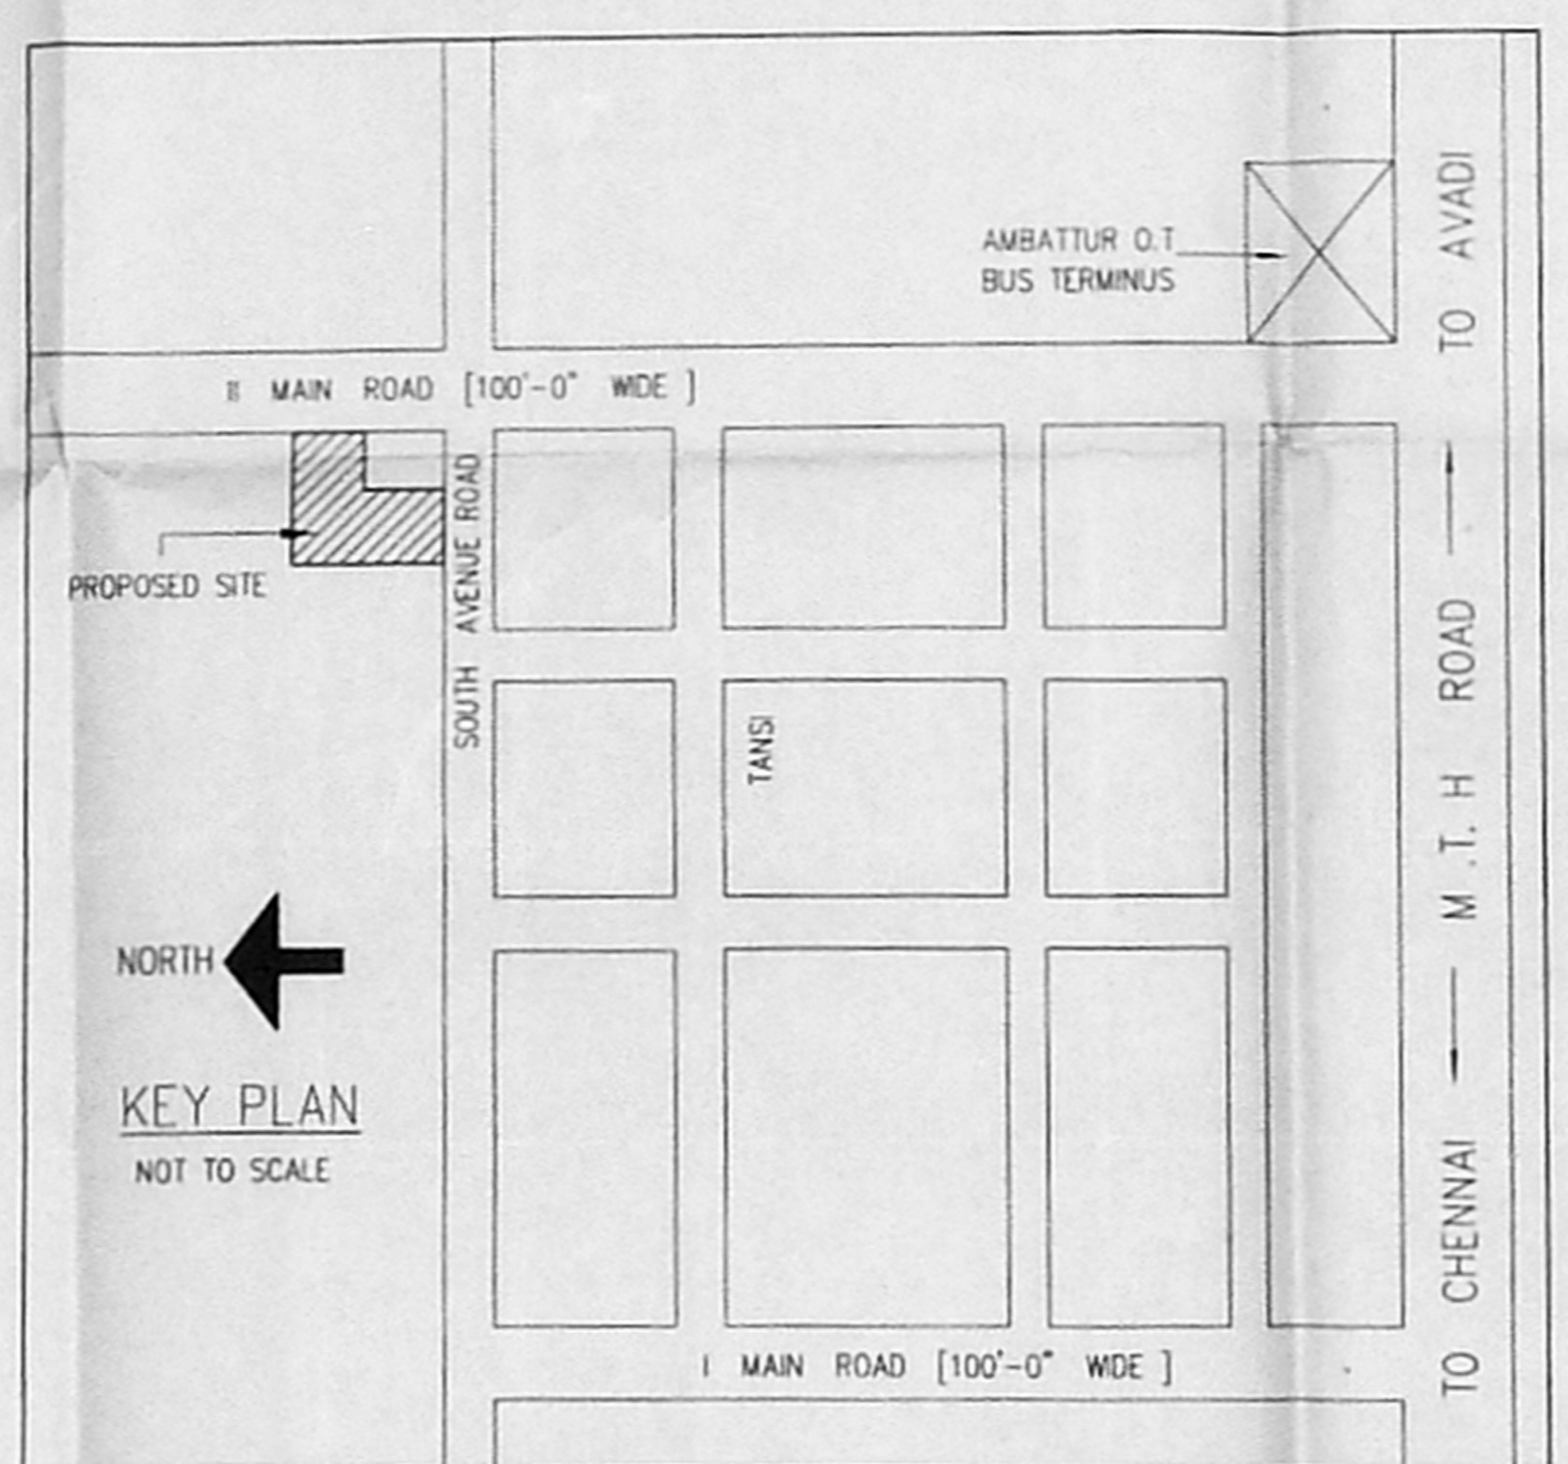 TO AVADI
AMBATTUR O.T
BUS TERMINUS
II MAIN ROAD [100'-0" WIDE ]
SOUTH AVENUE ROAD
PROPOSED SITE
M.T. H ROAD
TANSI
NORTH
KEY PLAN
NOT TO SCALE
TO CHENNAI
I MAIN ROAD [100'-0" WIDE ]